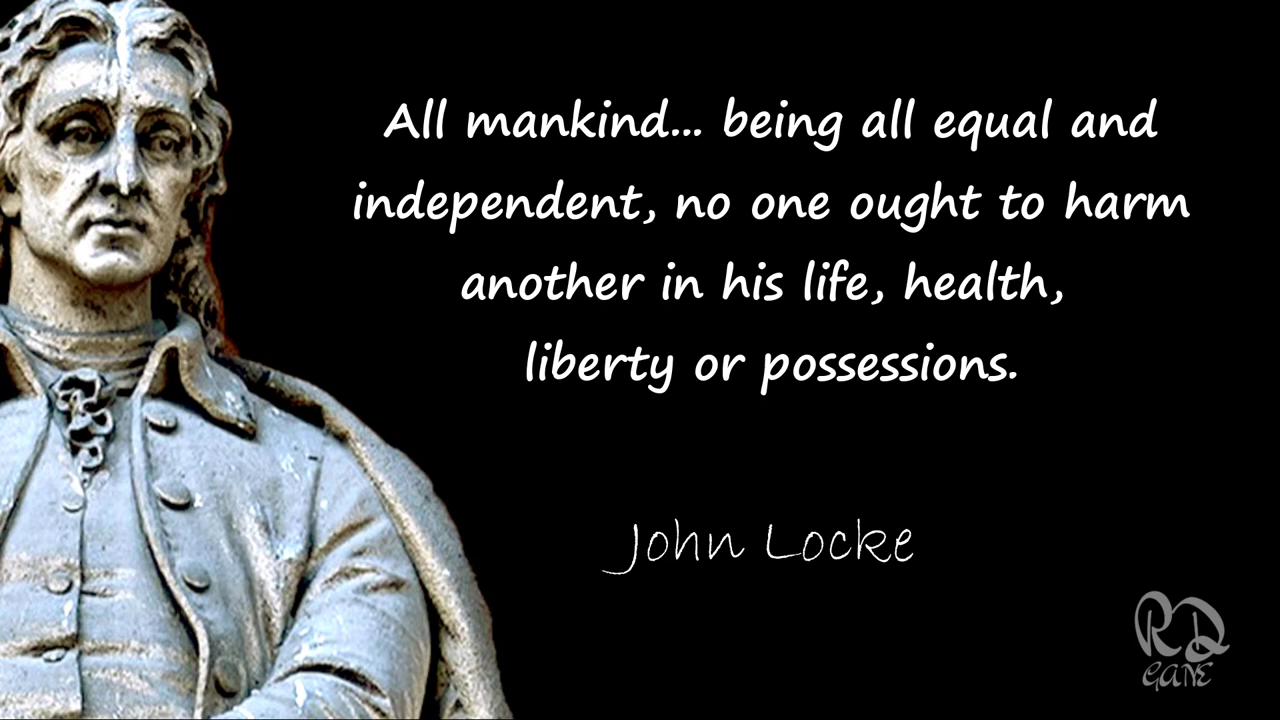 All mankind... being all equal and
independent, no one ought to harm
another in his life, health,
liberty or possessions.
John Locke
RD
GANE